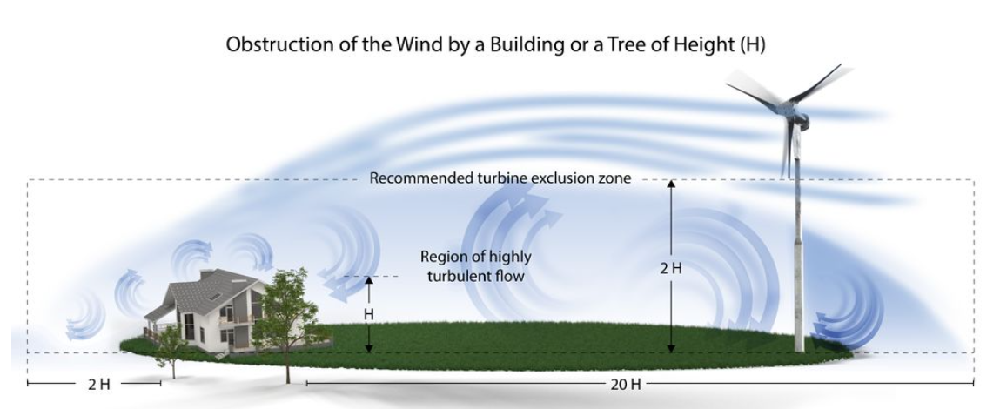 Obstruction of the Wind by a Building or a Tree of Height (H)
Recommended turbine exclusion zone
Region of highly
turbulent flow
2 H
H
2 H
20 H